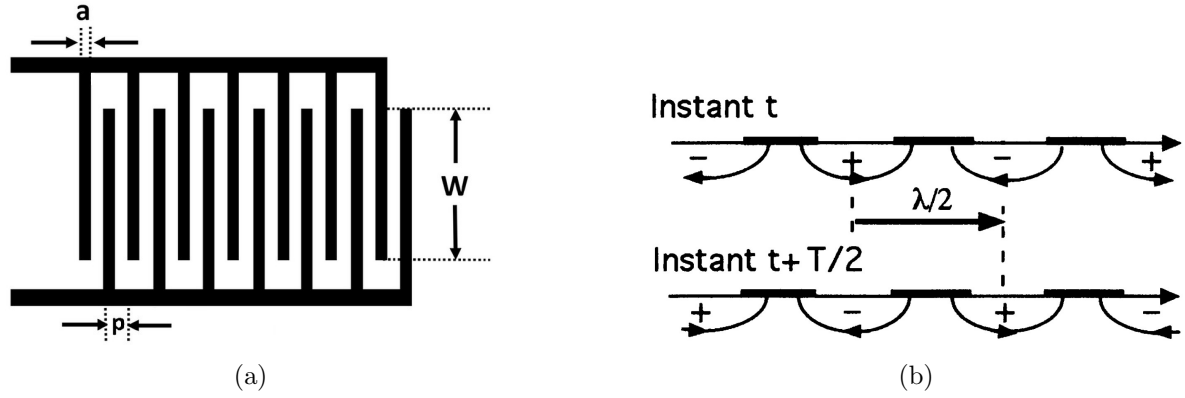 a
W
p
(a)
Instant t
− + − +
λ/2
Instant t+ T/2
+ − + −
(b)